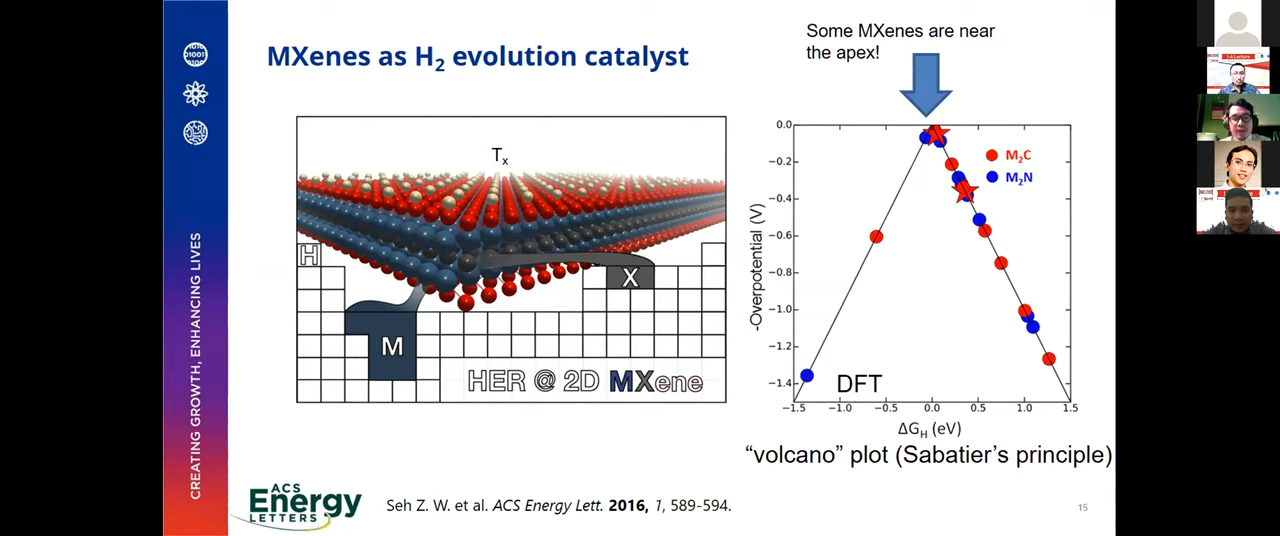 MXenes as H2 evolution catalyst
Some MXenes are near
the apex!
CREATING GROWTH, ENHANCING LIVES
Tx
H
M
X
HER @ 2D MXene
M2C
M2N
-Overpotential (V)
0.0
−0.2
−0.4
−0.6
−0.8
−1.0
−1.2
−1.4
DFT
−1.5 −1.0 −0.5 0.0 0.5 1.0 1.5
ΔGH (eV)
“volcano” plot (Sabatier’s principle)
ACS
Energy
LETTERS
Seh Z. W. et al. ACS Energy Lett. 2016, 1, 589-594.
15